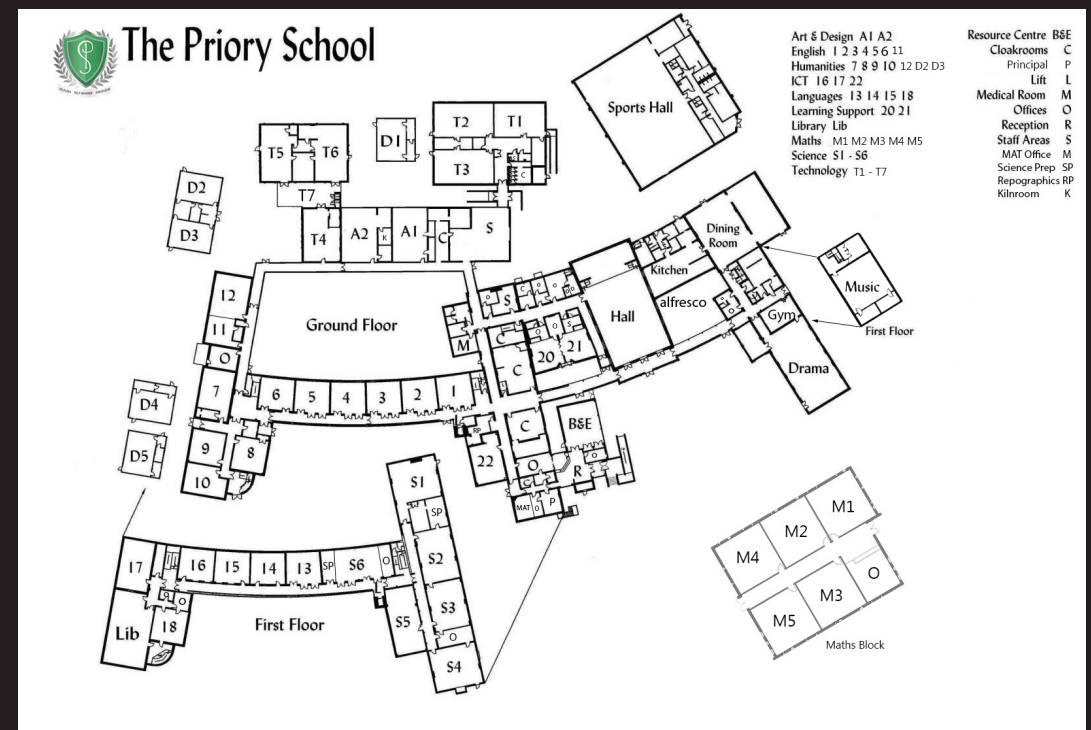 The Priory School
Art & Design A1 A2
English 1 2 3 4 5 6 11
Humanities 7 8 9 10 12 D2 D3
ICT 16 17 22
Languages 13 14 15 18
Learning Support 20 21
Library Lib
Maths M1 M2 M3 M4 M5
Science S1 - S6
Technology T1 - T7
Resource Centre B&E
Cloakrooms C
Principal P
Lift L
Medical Room M
Offices O
Reception R
Staff Areas S
MAT Office M
Science Prep SP
Repographics RP
Kilnroom K
Sports Hall
T2 T1
D1
T5 T6
T3
C
T7
D2
D3
T4 A2 K A1 C S
Dining
Room
Kitchen
Music
12
Ground Floor
S C
Hall
alfresco
Gym
First Floor
11
M
C
O
20 21
S
Drama
O
C
7 6 5 4 3 2 1
D4
D5
9 8
10
RP
22
C
B&E
O
O
R
C
MAT O P
S1
SP
17 16 15 14 13 SP S6 O S2
L
O O
Lib 18
First Floor
S5 S3
O
S4
M1
M2
M4
M3 O
M5
Maths Block